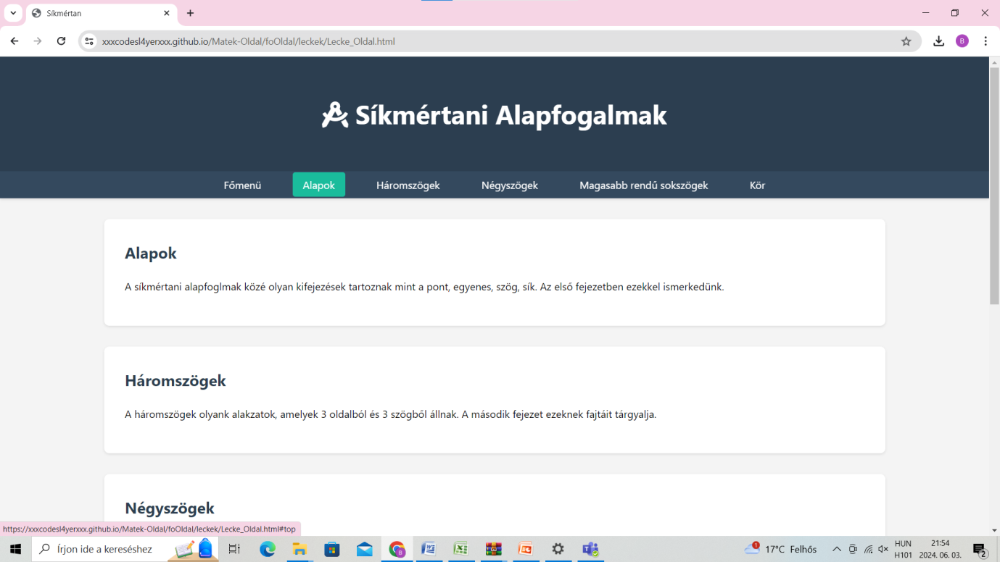 Síkmértan
xxxcodesl4yerxxx.github.io/Matek-Oldal/foOldal/leckek/Lecke_Oldal.html
B
Síkmértani Alapfogalmak
Főmenü Alapok Háromszögek Négyszögek Magasabb rendű sokszögek Kör
Alapok
A síkmértani alapfoglmak közé olyan kifejezések tartoznak mint a pont, egyenes, szög, sík. Az első fejezetben ezekkel ismerkedünk.
Háromszögek
A háromszögek olyank alakzatok, amelyek 3 oldalból és 3 szögből állnak. A második fejezet ezeknek fajtáit tárgyalja.
Négyszögek
https://xxxcodesl4yerxxx.github.io/Matek-Oldal/foOldal/leckek/Lecke_Oldal.html#top
Írjon ide a kereséshez
B
1
17°C Felhős
HUN
H101
21:54
2024. 06. 03.
2